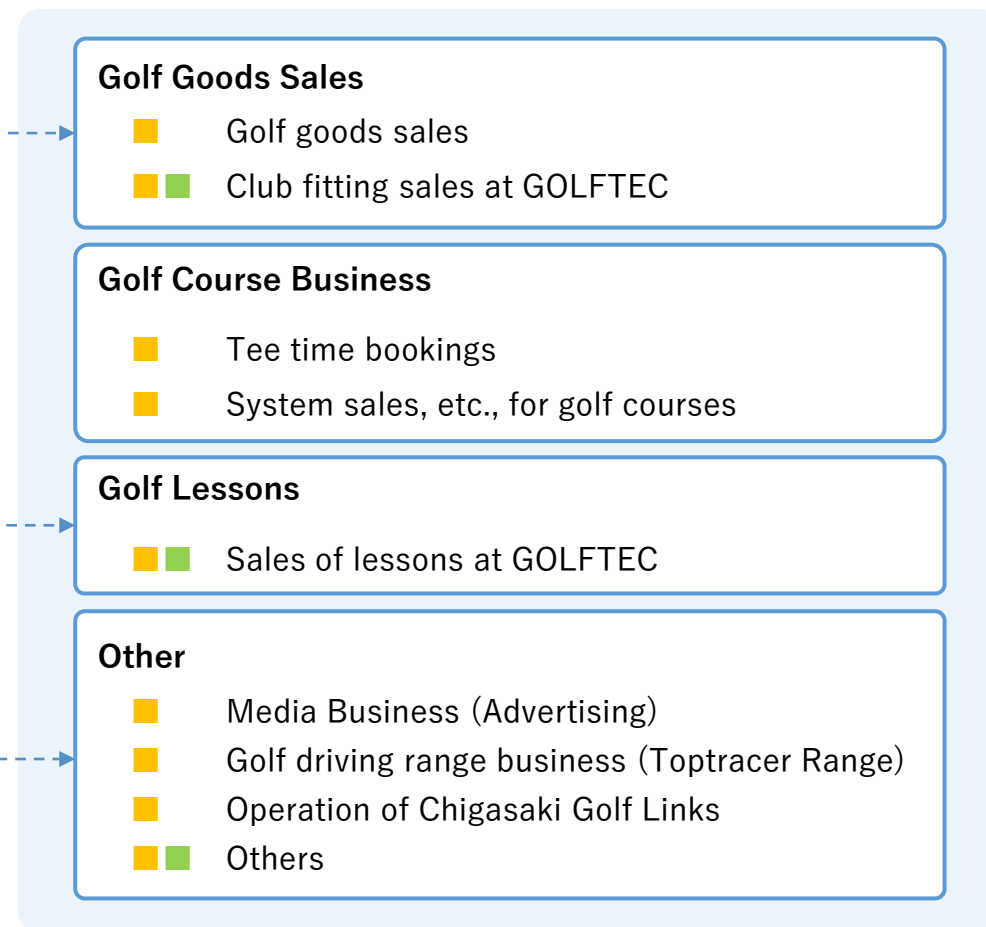 Golf Goods Sales
Golf goods sales
Club fitting sales at GOLFTEC
Golf Course Business
Tee time bookings
System sales, etc., for golf courses
Golf Lessons
Sales of lessons at GOLFTEC
Other
Media Business (Advertising)
Golf driving range business (Toptracer Range)
Operation of Chigasaki Golf Links
Others